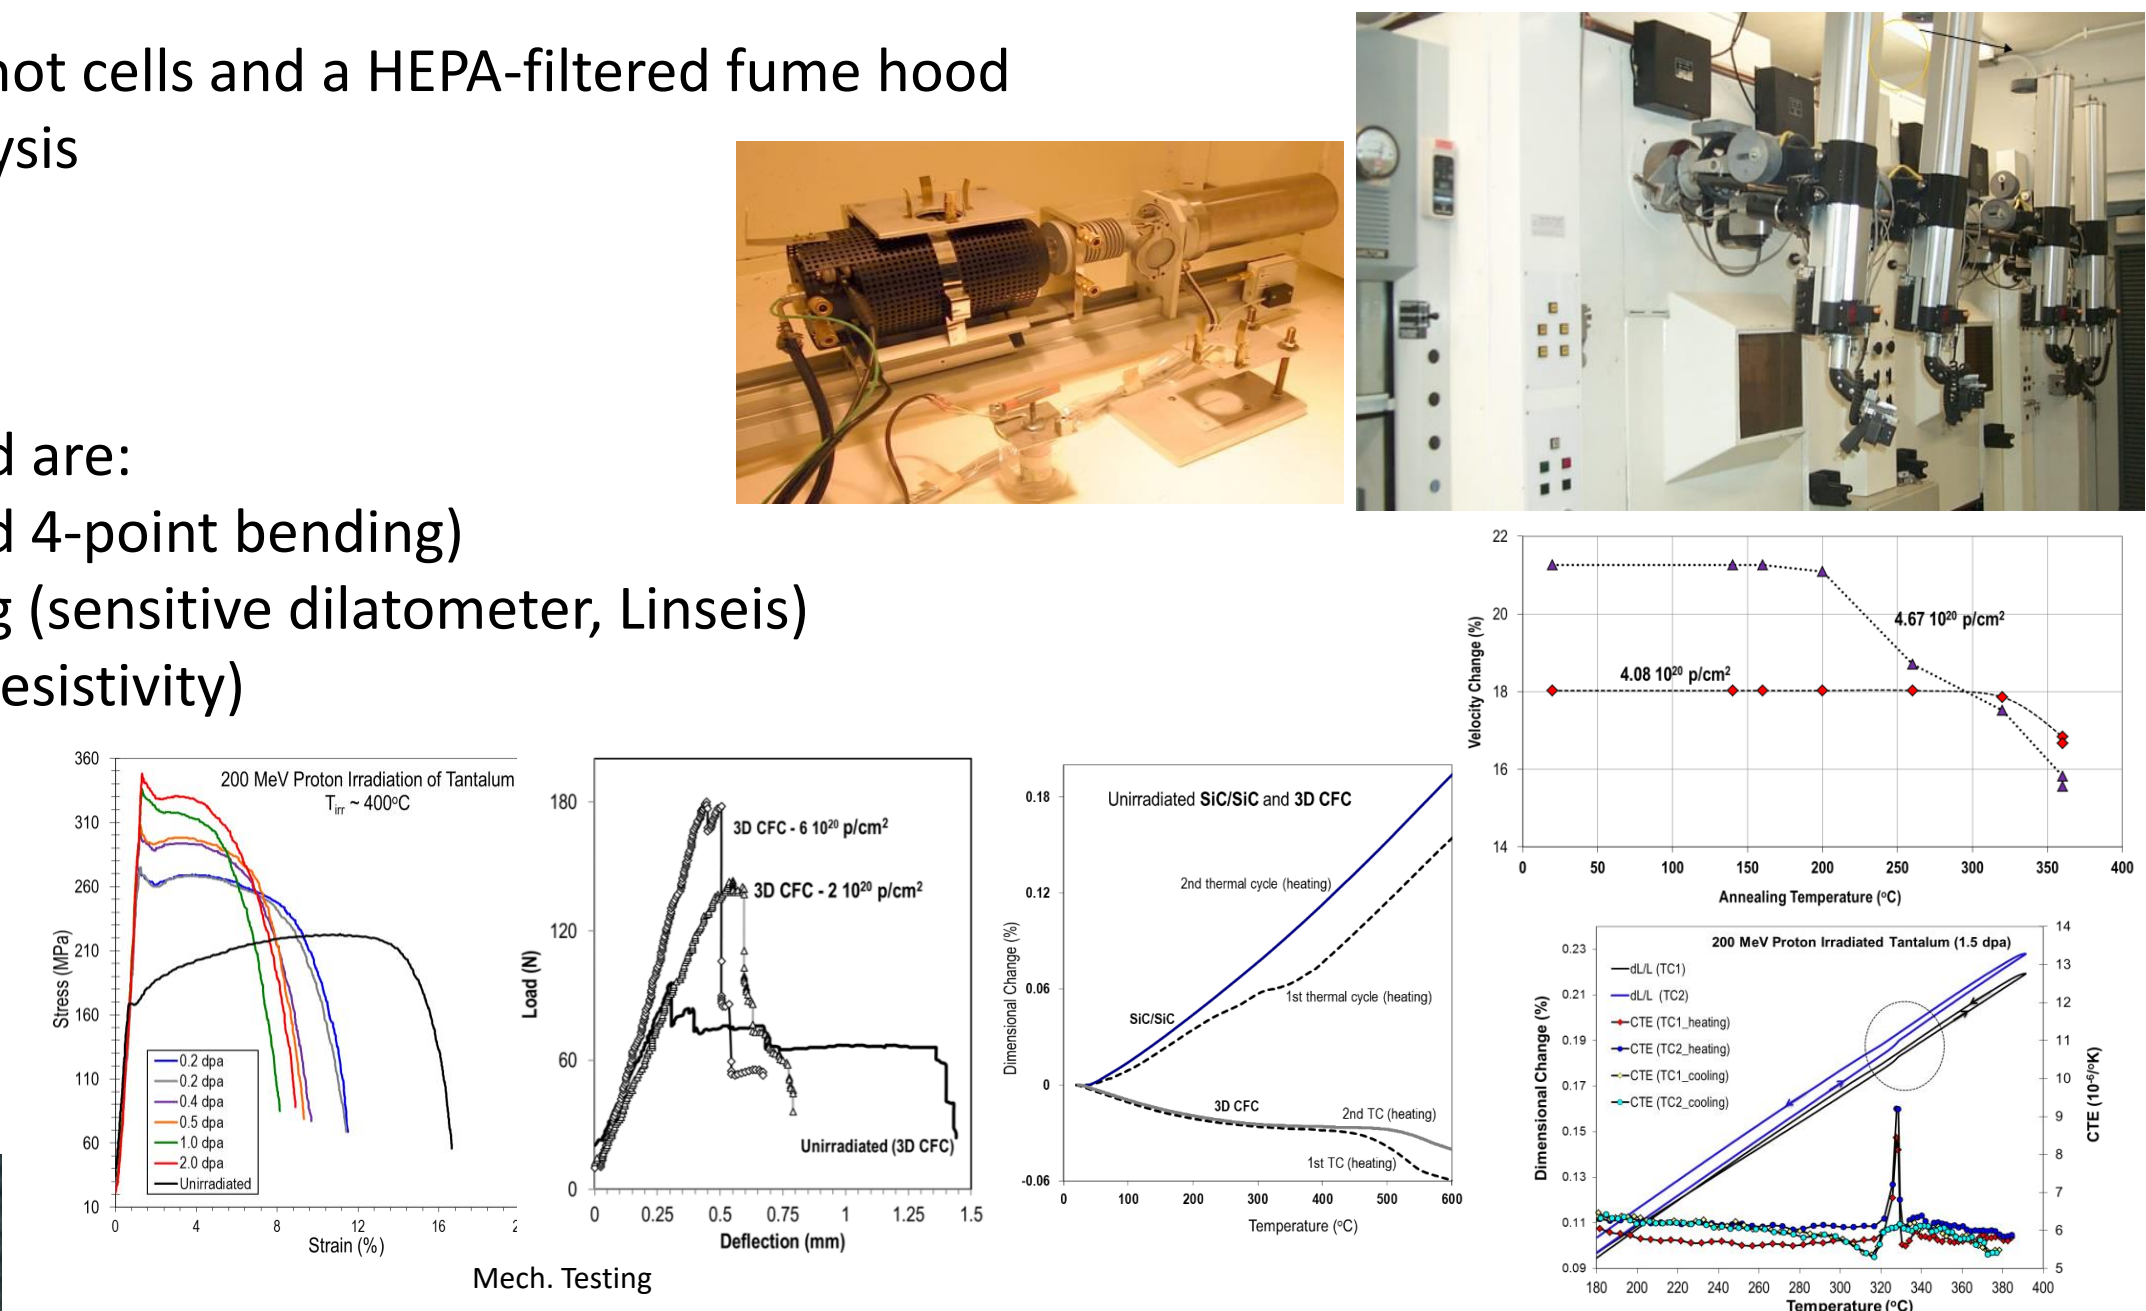 not cells and a HEPA-filtered fume hood
ysis
d are:
d 4-point bending)
g (sensitive dilatometer, Linseis)
esistivity)
22
20
18
16
14
0 50 100 150 200 250 300 350 400
Velocity Change (%)
4.67 10²⁰ p/cm²
4.08 10²⁰ p/cm²
Annealing Temperature (ᵒC)
360
310
260
210
160
110
60
10
0 4 8 12 16 2
Stress (MPa)
200 MeV Proton Irradiation of Tantalum
Tirr ~ 400ᵒC
0.2 dpa
0.2 dpa
0.4 dpa
0.5 dpa
1.0 dpa
2.0 dpa
Unirradiated
Strain (%)
180
120
60
0
0 0.25 0.5 0.75 1 1.25 1.5
Load (N)
3D CFC - 6 10²⁰ p/cm²
3D CFC - 2 10²⁰ p/cm²
Unirradiated (3D CFC)
Deflection (mm)
Mech. Testing
0.18
0.12
0.06
0
-0.06
0 100 200 300 400 500 600
Dimensional Change (%)
Unirradiated SiC/SiC and 3D CFC
2nd thermal cycle (heating)
1st thermal cycle (heating)
SiC/SiC
3D CFC
2nd TC (heating)
1st TC (heating)
Temperature (ᵒC)
0.23
0.21
0.19
0.17
0.15
0.13
0.11
0.09
14
13
12
11
10
9
8
7
6
5
180 200 220 240 260 280 300 320 340 360 380 400
Dimensional Change (%)
CTE (10⁻⁶/ᵒK)
200 MeV Proton Irradiated Tantalum (1.5 dpa)
dL/L (TC1)
dL/L (TC2)
CTE (TC1_heating)
CTE (TC2_heating)
CTE (TC1_cooling)
CTE (TC2_cooling)
Temperature (ᵒC)